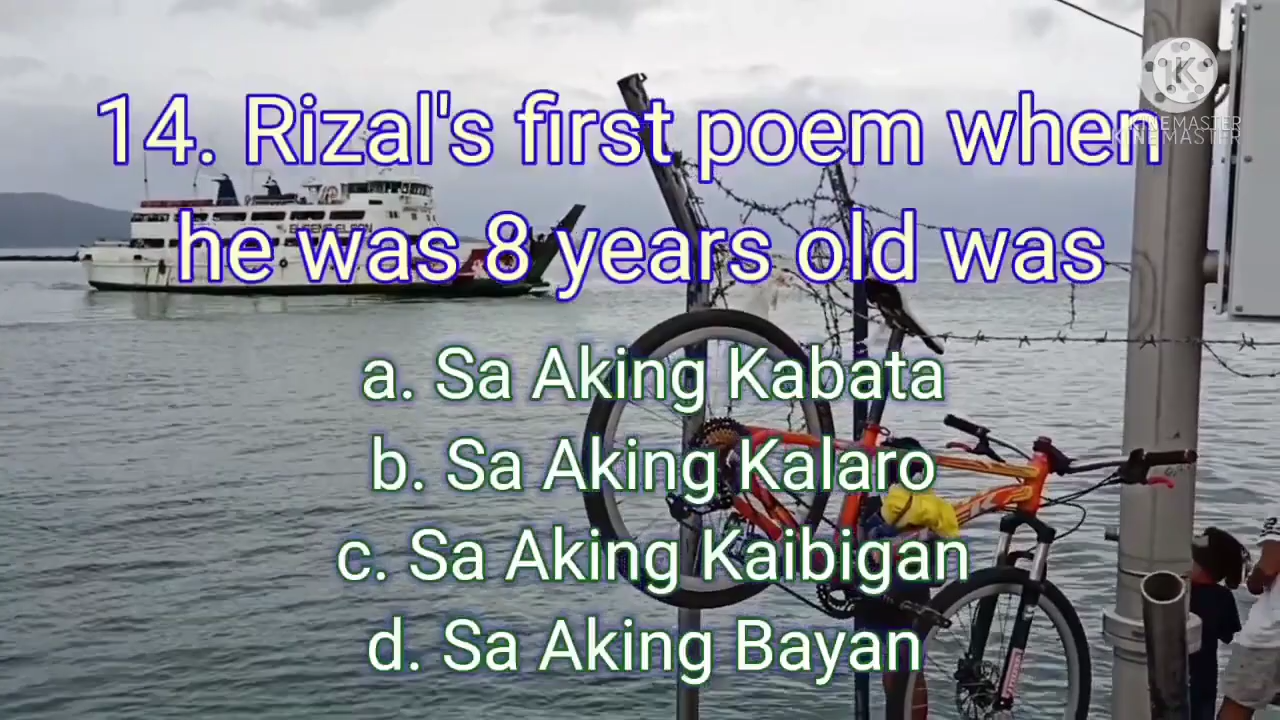 14. Rizal's first poem when
he was 8 years old was
a. Sa Aking Kabata
b. Sa Aking Kalaro
c. Sa Aking Kaibigan
d. Sa Aking Bayan
K
KINEMASTER
KINEMASTER